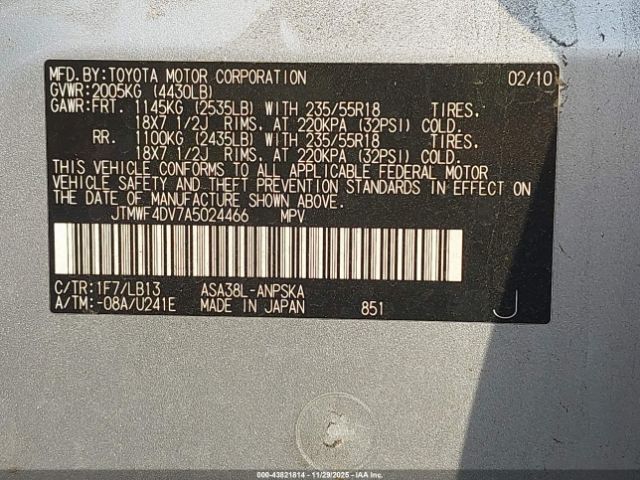 MFD.BY:TOYOTA MOTOR CORPORATION 02/10
GVWR:2005KG (4430LB)
GAWR:FRT. 1145KG (2535LB) WITH 235/55R18 TIRES.
18X7 1/2J RIMS. AT 220KPA (32PSI) COLD.
RR. 1100KG (2435LB) WITH 235/55R18 TIRES.
18X7 1/2J RIMS. AT 220KPA (32PSI) COLD.
THIS VEHICLE CONFORMS TO ALL APPLICABLE FEDERAL MOTOR
VEHICLE SAFETY AND THEFT PREVENTION STANDARDS IN EFFECT ON
THE DATE OF MANUFACTURE SHOWN ABOVE.
JTMWF4DV7A5024466 MPV
C/TR:1F7/LB13 ASA38L-ANPSKA
A/TM:-08A/U241E MADE IN JAPAN 851 J
000-43821814 - 11/29/2025 - IAAI.com